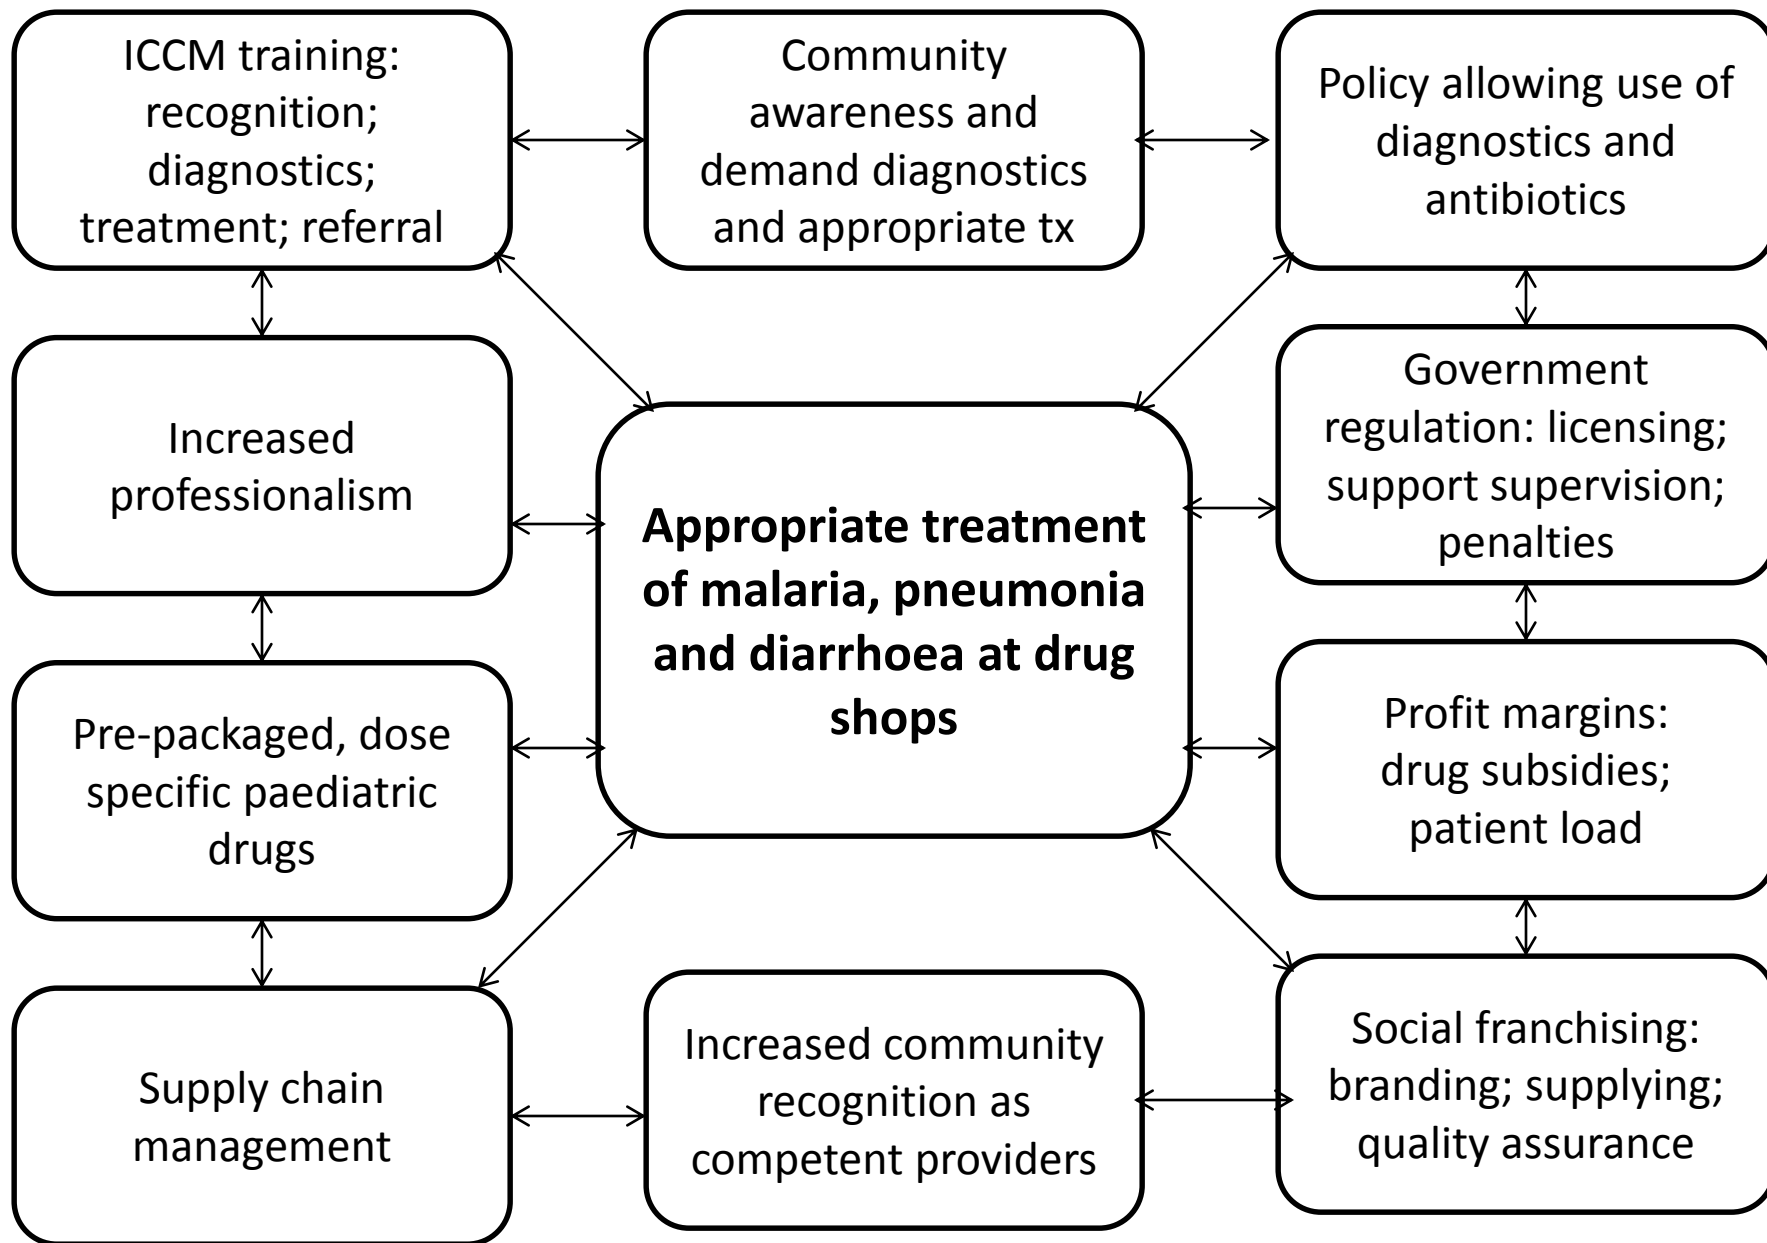 ICCM training:
recognition;
diagnostics;
treatment; referral
Community
awareness and
demand diagnostics
and appropriate tx
Policy allowing use of
diagnostics and
antibiotics
Increased
professionalism
Government
regulation: licensing;
support supervision;
penalties
Appropriate treatment
of malaria, pneumonia
and diarrhoea at drug
shops
Pre-packaged, dose
specific paediatric
drugs
Profit margins:
drug subsidies;
patient load
Supply chain
management
Increased community
recognition as
competent providers
Social franchising:
branding; supplying;
quality assurance